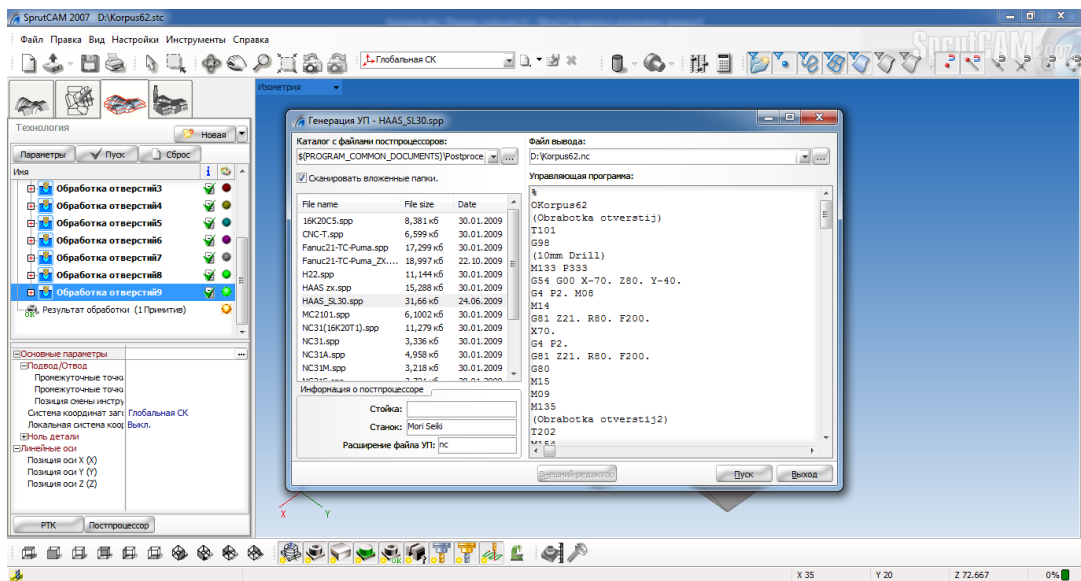 SprutCAM 2007 D:\Korpus62.stc
Файл Правка Вид Настройки Инструменты Справка
Глобальная СК
SprutCAM 2007
Изометрия
Технология
Новая
Параметры Пуск Сброс
Имя
Обработка отверстий3
Обработка отверстий4
Обработка отверстий5
Обработка отверстий6
Обработка отверстий7
Обработка отверстий8
Обработка отверстий9
Результат обработки (1 Примитив)
Основные параметры
Подвод/Отвод
Промежуточные точки
Промежуточные точки
Позиция смены инстру
Система координат заго Глобальная СК
Локальная система коор Выкл.
Ноль детали
Линейные оси
Позиция оси X (X)
Позиция оси Y (Y)
Позиция оси Z (Z)
РТК Постпроцессор
Генерация УП - HAAS_SL30.spp
Каталог с файлами постпроцессоров:
$(PROGRAM_COMMON_DOCUMENTS)\Postproce
Сканировать вложенные папки.
File name File size Date
16K20C5.spp 8,381 кб 30.01.2009
CNC-T.spp 6,599 кб 30.01.2009
Fanuc21-TC-Puma.spp 17,299 кб 30.01.2009
Fanuc21-TC-Puma_ZX.... 18,997 кб 22.10.2009
H22.spp 11,144 кб 30.01.2009
HAAS zx.spp 15,288 кб 30.01.2009
HAAS_SL30.spp 31,66 кб 24.06.2009
MC2101.spp 6,1002 кб 30.01.2009
NC31(16K20T1).spp 11,279 кб 30.01.2009
NC31.spp 3,336 кб 30.01.2009
NC31A.spp 4,958 кб 30.01.2009
NC31M.spp 3,218 кб 30.01.2009
Информация о постпроцессоре
Стойка:
Станок: Mori Seiki
Расширение файла УП: nc
Файл вывода:
D:\Korpus62.nc
Управляющая программа:
%
OKorpus62
(Obrabotka otverstij)
T101
G98
(10mm Drill)
M133 P333
G54 G00 X-70. Z80. Y-40.
G4 P2. M08
M14
G81 Z21. R80. F200.
X70.
G4 P2.
G81 Z21. R80. F200.
G80
M15
M09
M135
(Obrabotka otverstij2)
T202
M154
Внешний редактор Пуск Выход
X Y
X 35 Y 20 Z 72.667 0%